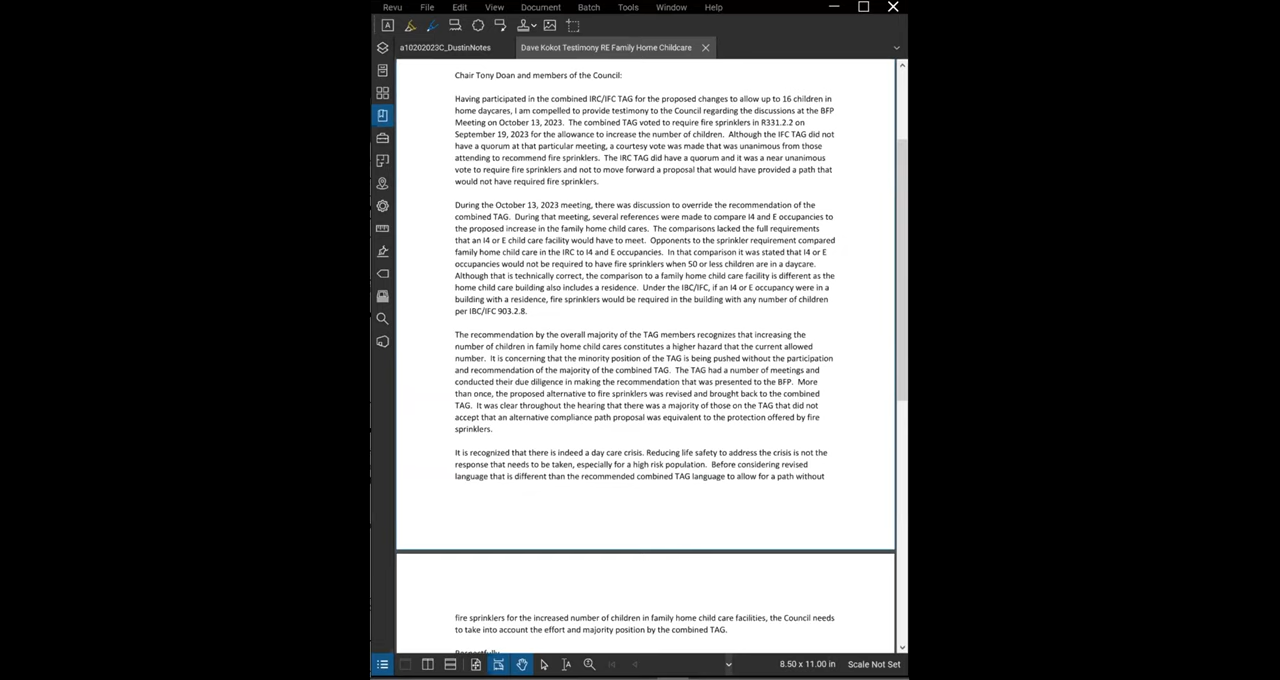 Revu File Edit View Document Batch Tools Window Help
a10202023C_DustinNotes Dave Kokot Testimony RE Family Home Childcare
Chair Tony Doan and members of the Council:
Having participated in the combined IRC/IFC TAG for the proposed changes to allow up to 16 children in
home daycares, I am compelled to provide testimony to the Council regarding the discussions at the BFP
Meeting on October 13, 2023. The combined TAG voted to require fire sprinklers in R331.2.2 on
September 19, 2023 for the allowance to increase the number of children. Although the IFC TAG did not
have a quorum at that particular meeting, a courtesy vote was made that was unanimous from those
attending to recommend fire sprinklers. The IRC TAG did have a quorum and it was a near unanimous
vote to require fire sprinklers and not to move forward a proposal that would have provided a path that
would not have required fire sprinklers.
During the October 13, 2023 meeting, there was discussion to override the recommendation of the
combined TAG. During that meeting, several references were made to compare I4 and E occupancies to
the proposed increase in the family home child cares. The comparisons lacked the full requirements
that an I4 or E child care facility would have to meet. Opponents to the sprinkler requirement compared
family home child care in the IRC to I4 and E occupancies. In that comparison it was stated that I4 or E
occupancies would not be required to have fire sprinklers when 50 or less children are in a daycare.
Although that is technically correct, the comparison to a family home child care facility is different as the
home child care building also includes a residence. Under the IBC/IFC, if an I4 or E occupancy were in a
building with a residence, fire sprinklers would be required in the building with any number of children
per IBC/IFC 903.2.8.
The recommendation by the overall majority of the TAG members recognizes that increasing the
number of children in family home child cares constitutes a higher hazard that the current allowed
number. It is concerning that the minority position of the TAG is being pushed without the participation
and recommendation of the majority of the combined TAG. The TAG had a number of meetings and
conducted their due diligence in making the recommendation that was presented to the BFP. More
than once, the proposed alternative to fire sprinklers was revised and brought back to the combined
TAG. It was clear throughout the hearing that there was a majority of those on the TAG that did not
accept that an alternative compliance path proposal was equivalent to the protection offered by fire
sprinklers.
It is recognized that there is indeed a day care crisis. Reducing life safety to address the crisis is not the
response that needs to be taken, especially for a high risk population. Before considering revised
language that is different than the recommended combined TAG language to allow for a path without
fire sprinklers for the increased number of children in family home child care facilities, the Council needs
to take into account the effort and majority position by the combined TAG.
Respectfully
8.50 x 11.00 in Scale Not Set